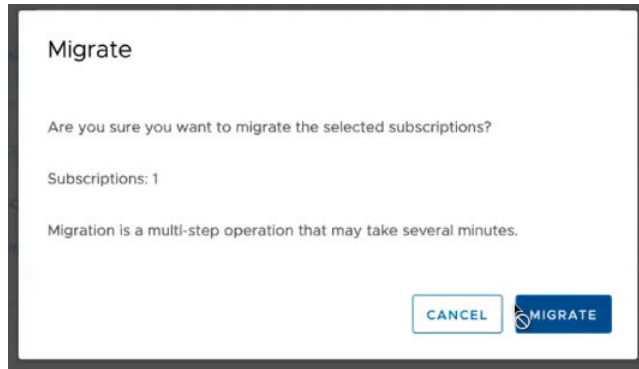 Migrate
Are you sure you want to migrate the selected subscriptions?
Subscriptions: 1
Migration is a multi-step operation that may take several minutes.
CANCEL
MIGRATE